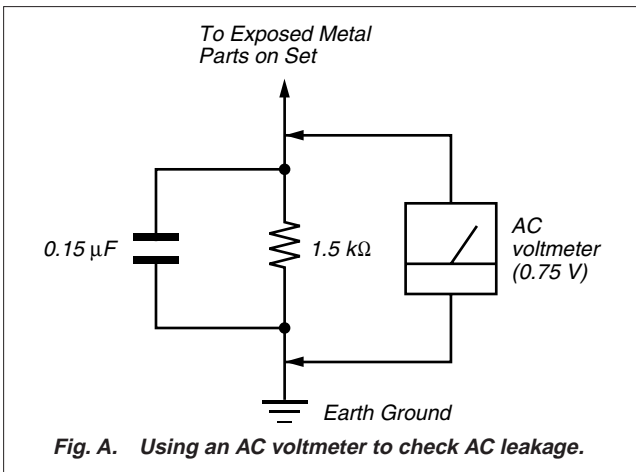 To Exposed Metal
Parts on Set
0.15 μF
1.5 kΩ
AC
voltmeter
(0.75 V)
Earth Ground
Fig. A. Using an AC voltmeter to check AC leakage.